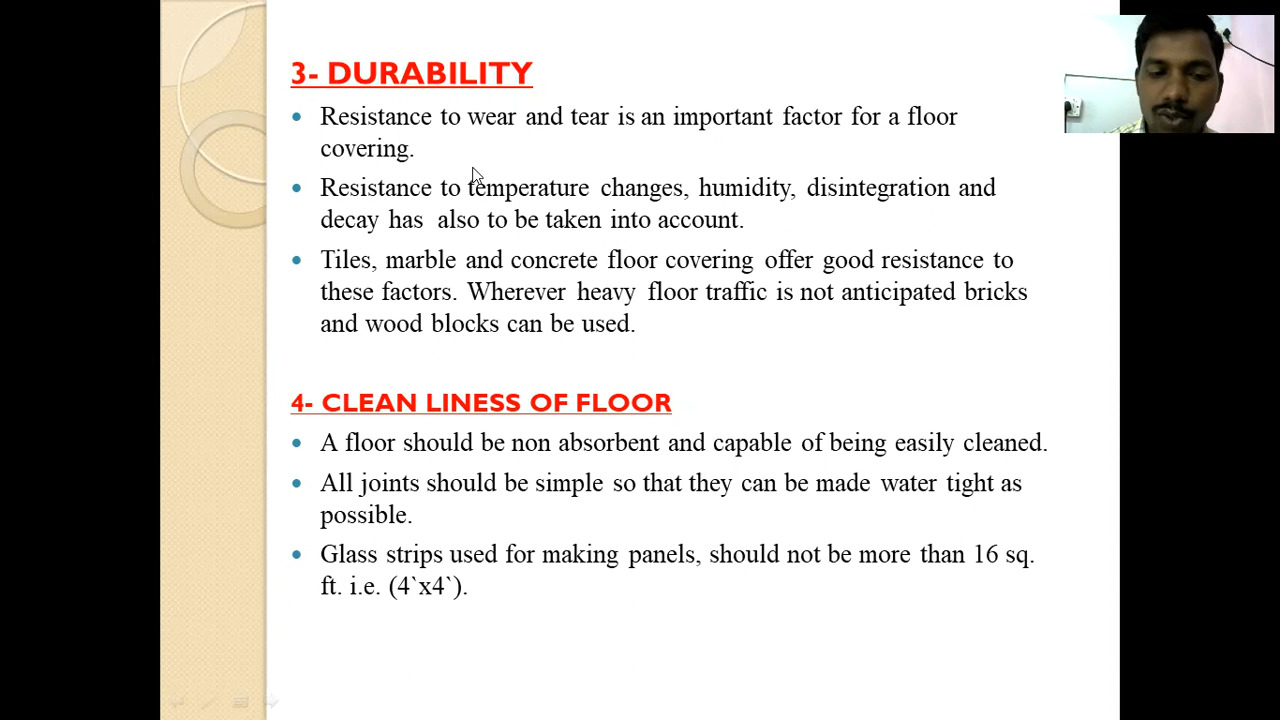 3- DURABILITY
Resistance to wear and tear is an important factor for a floor
covering.
Resistance to temperature changes, humidity, disintegration and
decay has also to be taken into account.
Tiles, marble and concrete floor covering offer good resistance to
these factors. Wherever heavy floor traffic is not anticipated bricks
and wood blocks can be used.
4- CLEAN LINESS OF FLOOR
A floor should be non absorbent and capable of being easily cleaned.
All joints should be simple so that they can be made water tight as
possible.
Glass strips used for making panels, should not be more than 16 sq.
ft. i.e. (4`x4`).